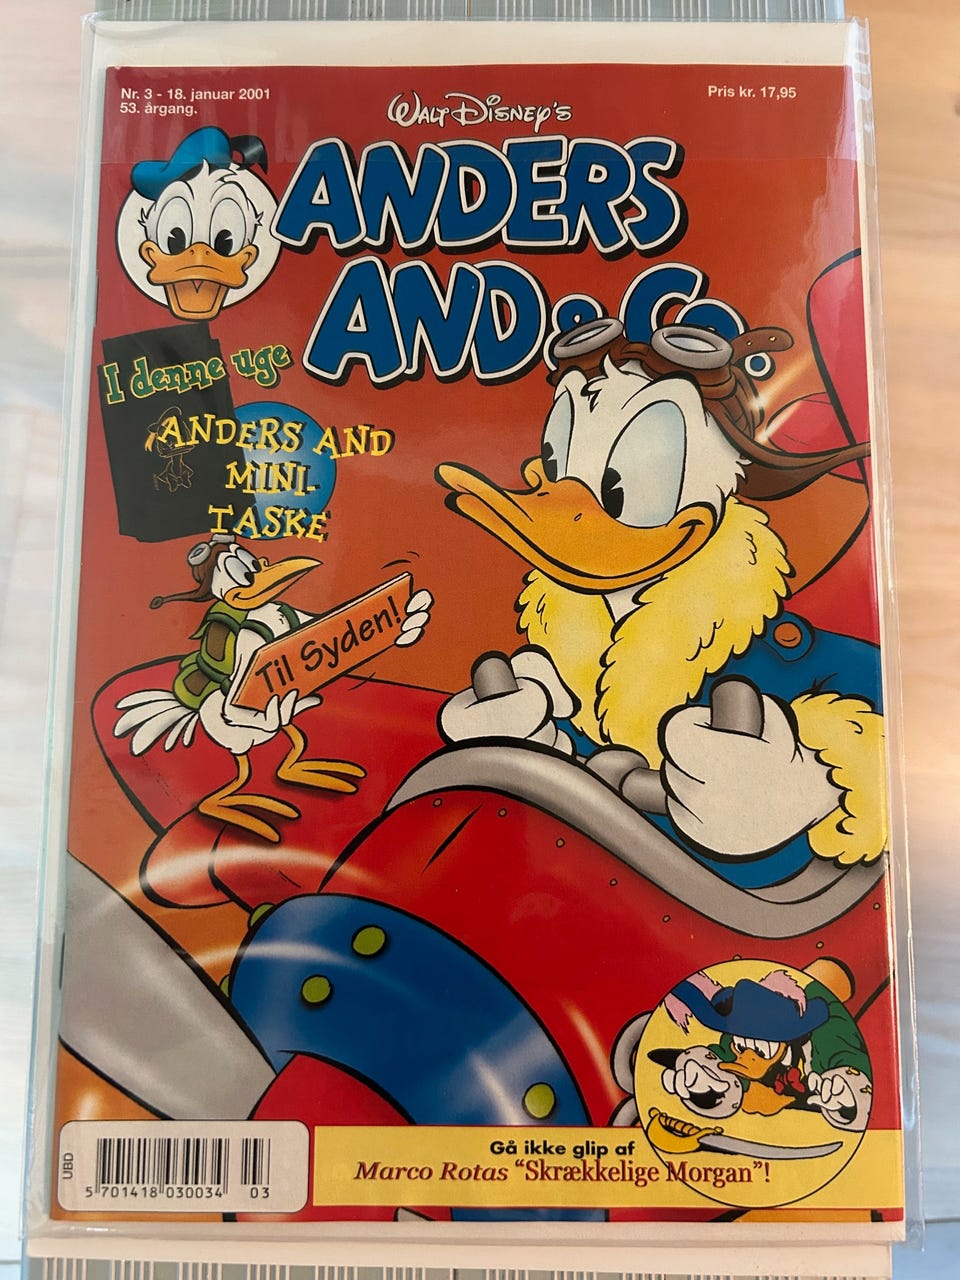 Nr. 3 - 18. januar 2001
53. årgang.
Pris kr. 17,95
WALT DISNEY'S
ANDERS
AND & Co.
I denne uge
ANDERS AND
MINI-
TASKE
Til Syden!
Gå ikke glip af
Marco Rotas “Skrækkelige Morgan”!
UBD
5 701418 030034 03